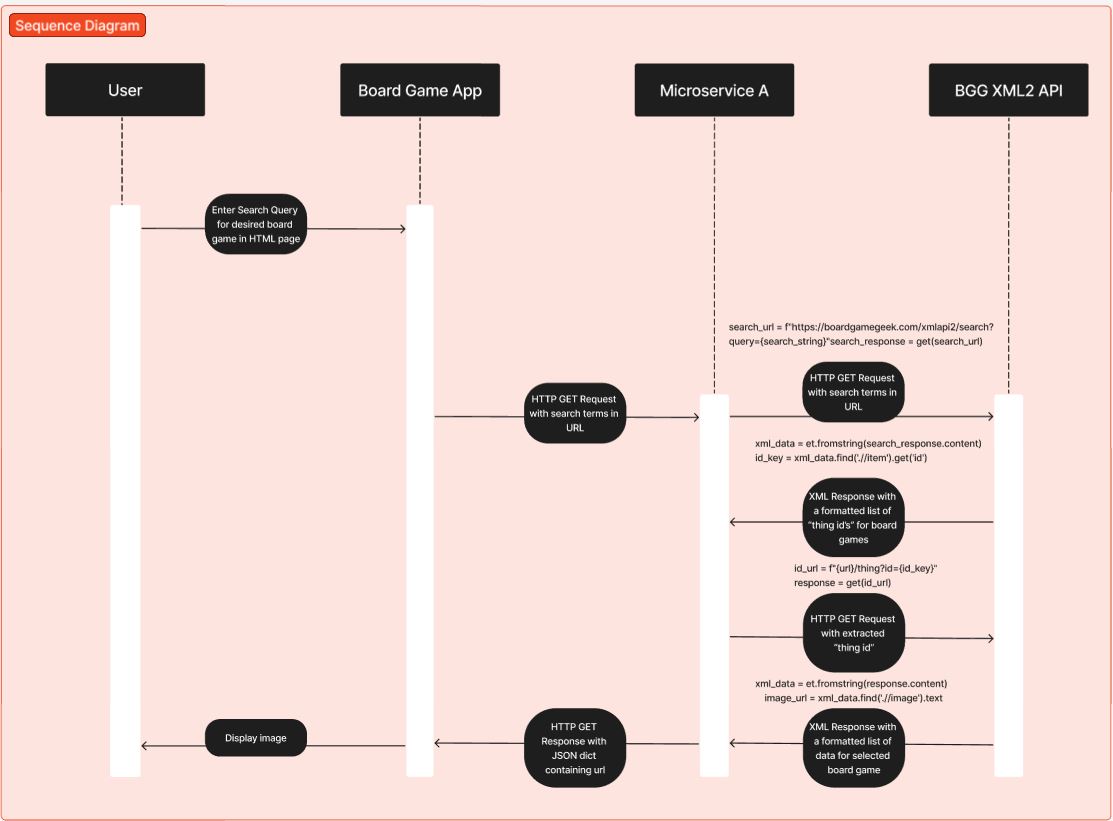 Sequence Diagram
User
Board Game App
Microservice A
BGG XML2 API
Enter Search Query
for desired board
game in HTML page
search_url = f"https://boardgamegeek.com/xmlapi2/search?
query={search_string}"search_response = get(search_url)
HTTP GET Request
with search terms in
URL
HTTP GET Request
with search terms in
URL
xml_data = et.fromstring(search_response.content)
id_key = xml_data.find('.//item').get('id')
XML Response with
a formatted list of
“thing id's” for board
games
id_url = f"{url}/thing?id={id_key}"
response = get(id_url)
HTTP GET Request
with extracted
“thing id”
xml_data = et.fromstring(response.content)
image_url = xml_data.find('.//image').text
XML Response with
a formatted list of
data for selected
board game
HTTP GET
Response with
JSON dict
containing url
Display image